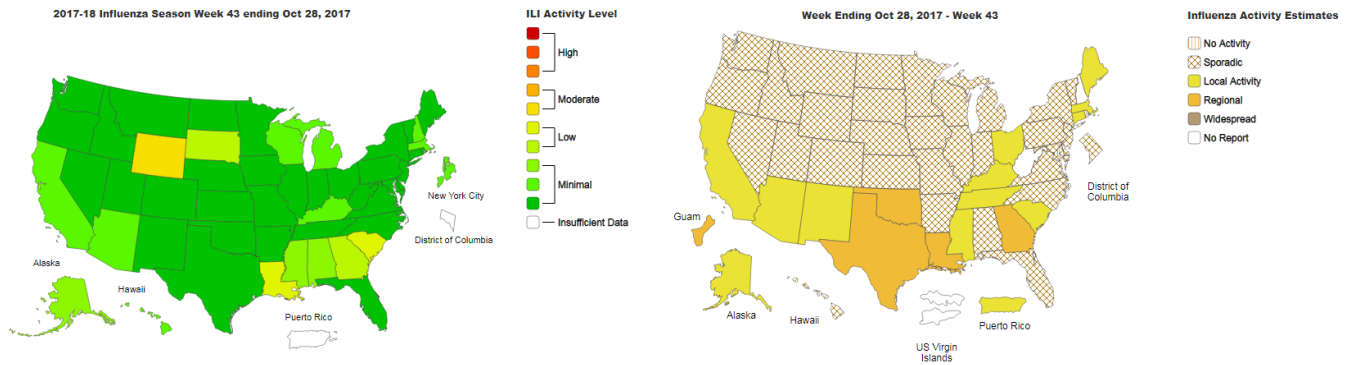 2017-18 Influenza Season Week 43 ending Oct 28, 2017
ILI Activity Level
High
Moderate
Low
Minimal
Insufficient Data
New York City
District of Columbia
Alaska
Hawaii
Puerto Rico
Week Ending Oct 28, 2017 - Week 43
Influenza Activity Estimates
No Activity
Sporadic
Local Activity
Regional
Widespread
No Report
District of
Columbia
Guam
Alaska
Hawaii
Puerto Rico
US Virgin
Islands